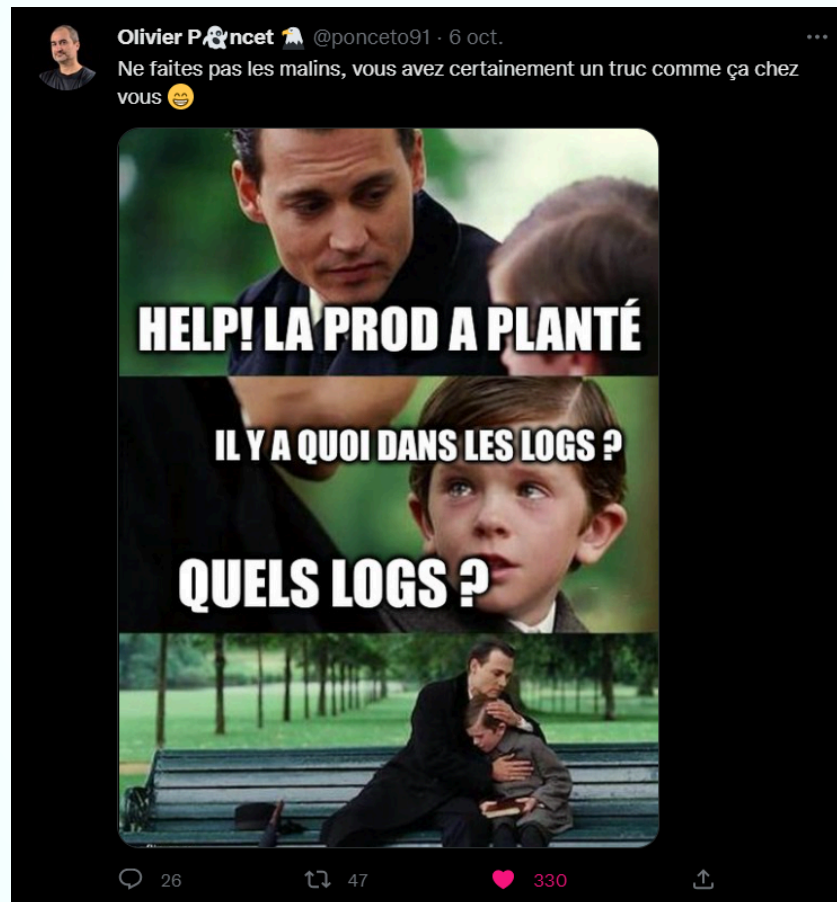 Olivier P👻ncet 🦅 @ponceto91 · 6 oct.
Ne faites pas les malins, vous avez certainement un truc comme ça chez
vous 😁
HELP! LA PROD A PLANTÉ
IL Y A QUOI DANS LES LOGS ?
QUELS LOGS ?
26 47 330